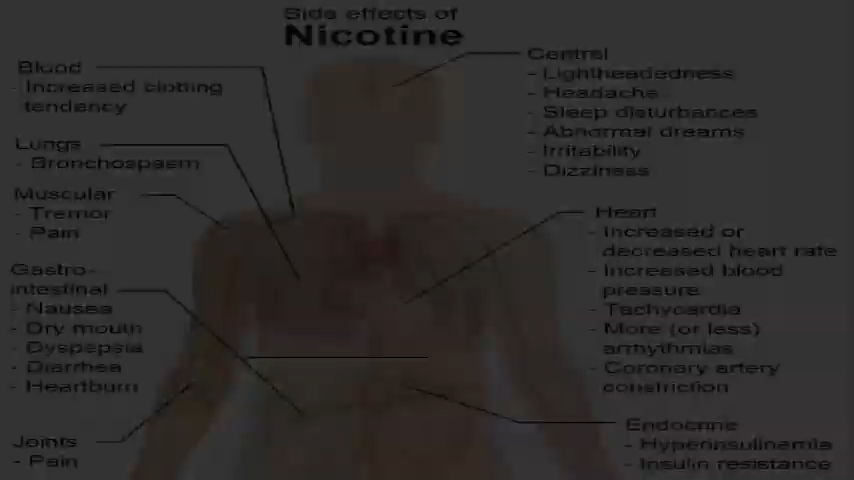 Side effects of
Nicotine
Blood
- Increased clotting
tendency
Lungs
- Bronchospasm
Muscular
- Tremor
- Pain
Gastro-
intestinal
- Nausea
- Dry mouth
- Dyspepsia
- Diarrhea
- Heartburn
Joints
- Pain
Central
- Lightheadedness
- Headache
- Sleep disturbances
- Abnormal dreams
- Irritability
- Dizziness
Heart
- Increased or
decreased heart rate
- Increased blood
pressure
- Tachycardia
- More (or less)
arrhythmias
- Coronary artery
constriction
Endocrine
- Hyperinsulinemia
- Insulin resistance